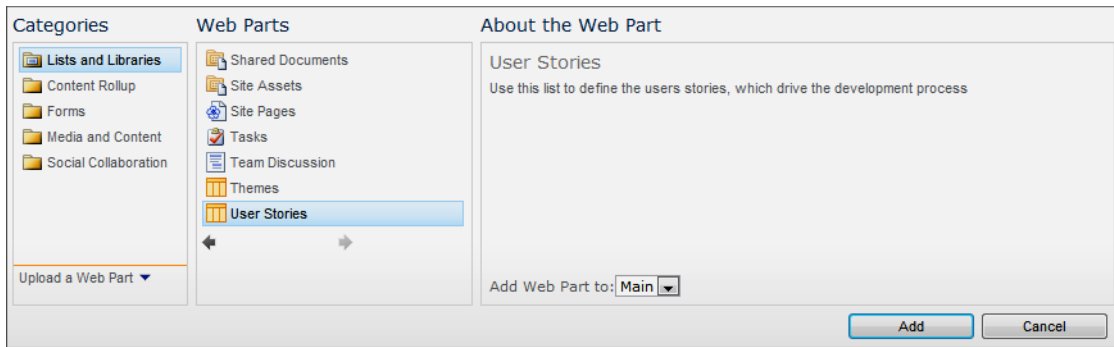 Categories
Lists and Libraries
Content Rollup
Forms
Media and Content
Social Collaboration
Upload a Web Part
Web Parts
Shared Documents
Site Assets
Site Pages
Tasks
Team Discussion
Themes
User Stories
About the Web Part
User Stories
Use this list to define the users stories, which drive the development process
Add Web Part to: Main
Add Cancel